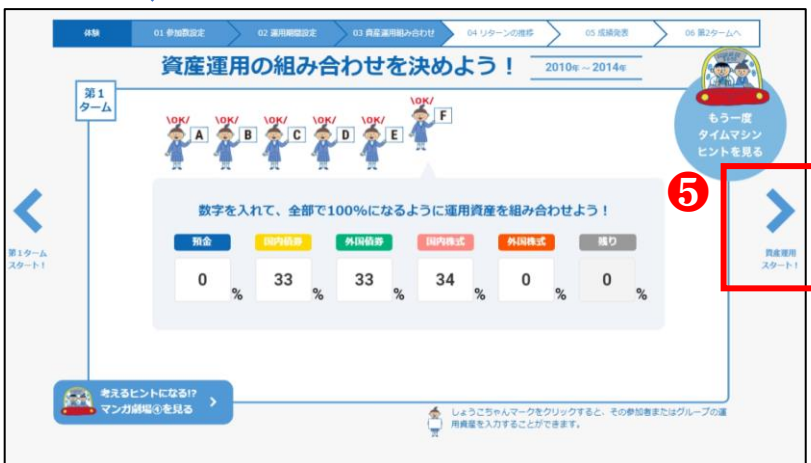 体験
01 参加数設定
02 運用期間設定
03 資産運用組み合わせ
04 リターンの推移
05 成績発表
06 第2タームへ
資産運用の組み合わせを決めよう！
2010年～2014年
第1
ターム
\OK/ \OK/ \OK/ \OK/ \OK/ \OK/
A B C D E F
もう一度
タイムマシン
ヒントを見る
❺
数字を入れて、全部で100%になるように運用資産を組み合わせよう！
預金 国内債券 外国債券 国内株式 外国株式 残り
0 % 33 % 33 % 34 % 0 % 0 %
第1ターム
スタート！
資産運用
スタート！
考えるヒントになる!?
マンガ劇場④を見る
しょうこちゃんマークをクリックすると、その参加者またはグループの運
用資産を入力することができます。